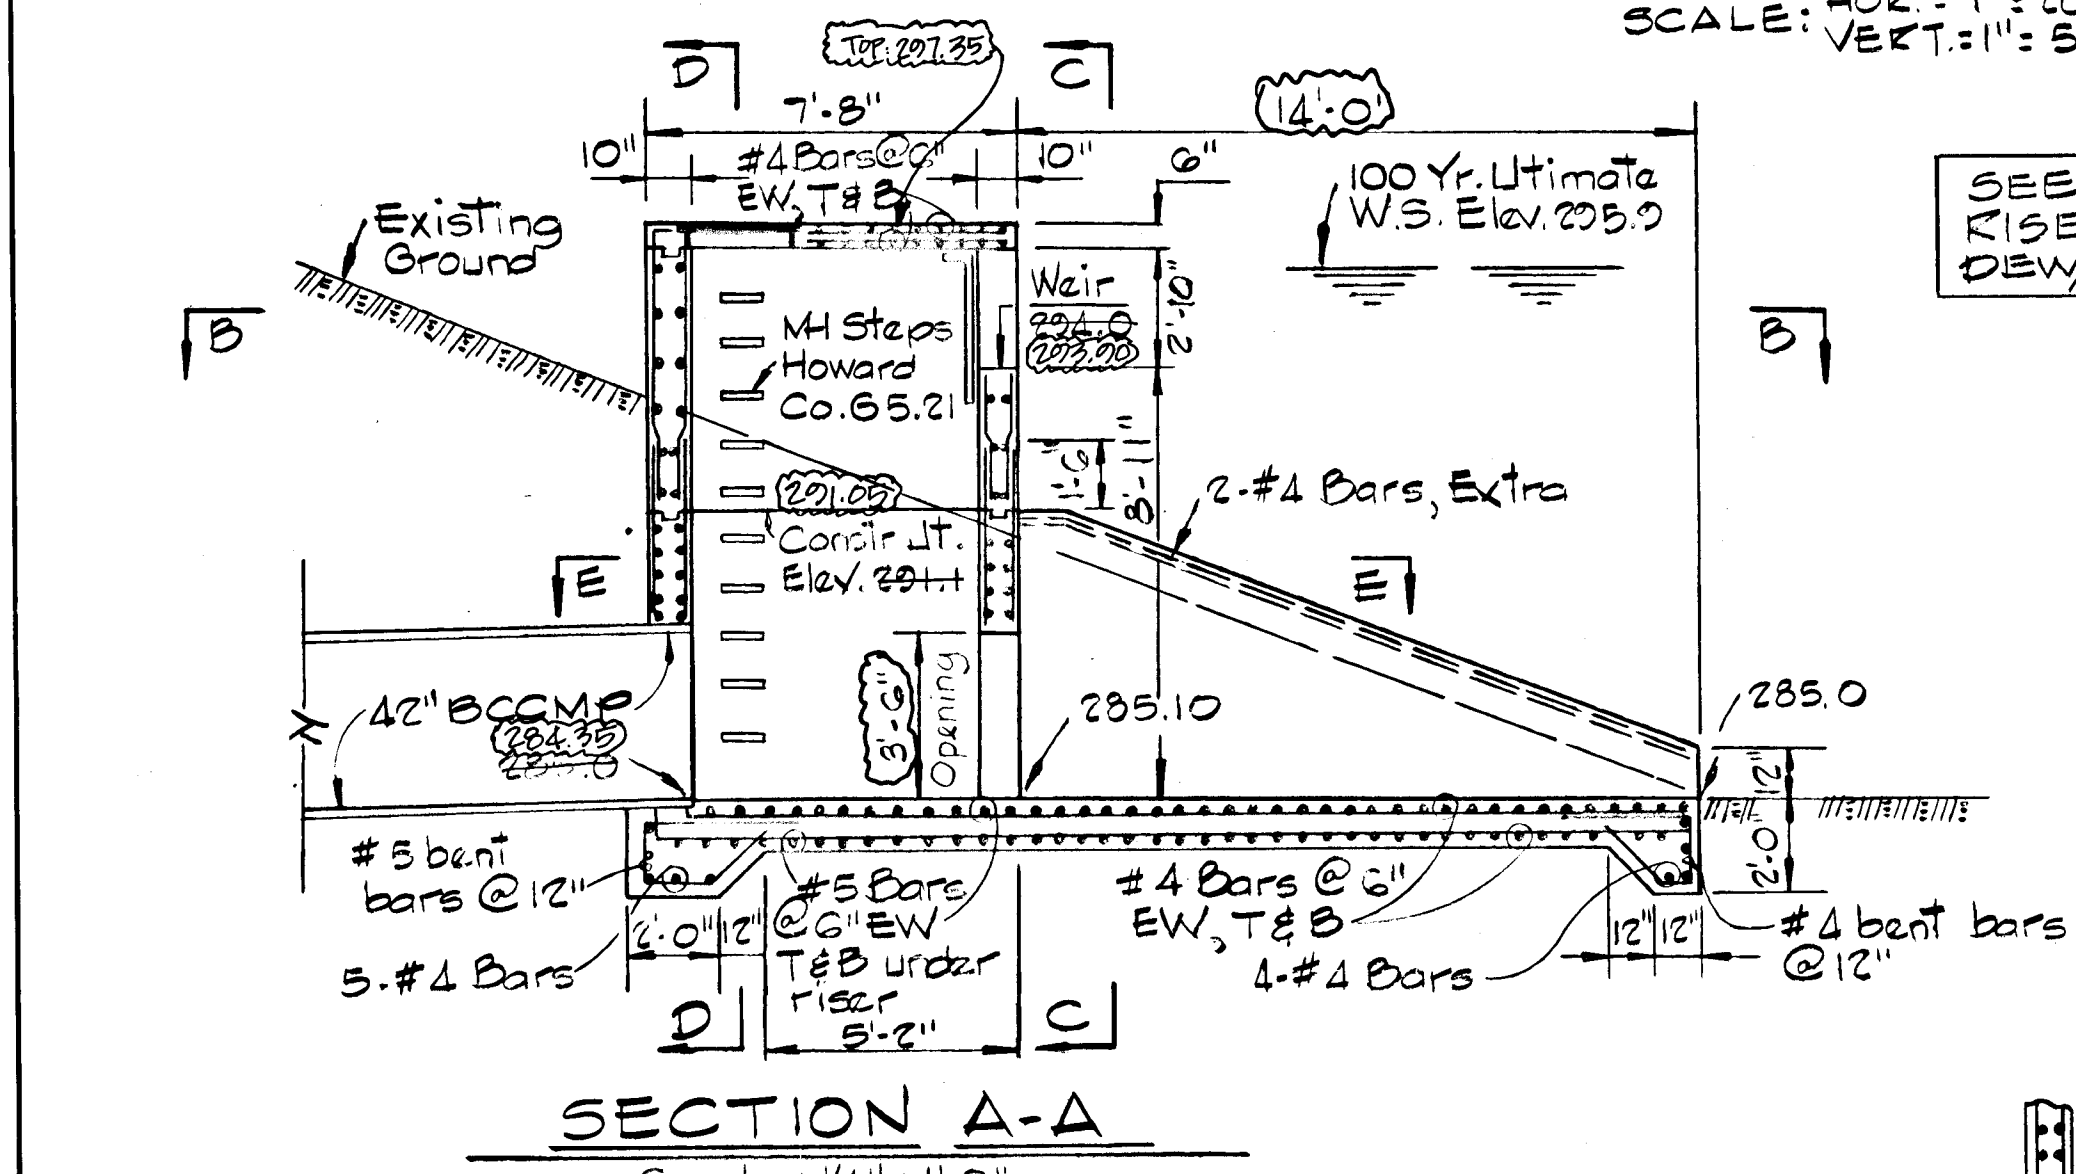 SCALE:
VERT.=1"= 5
TOP: 297.35
D
C
7'-8"
14'-0"
10"
#4 Bars @ 6"
EW, T & B
10"
6"
100 Yr. Utimate
W.S. Elev. 295.9
SEE
RISE
DEW
Existing
Ground
B
B
MH Steps
Howard
Co. G5.21
Weir
294.0
293.90
2'-10"
1'-6"
8'-11"
2-#4 Bars, Extra
291.05
Constr Jt.
Elev. 291.1
E
E
42" BCCMP
284.35
285.0
3'-6"
Opening
285.10
285.0
12"
2'-0
#5 bent
bars @ 12"
#5 Bars
@ 6" EW
T & B under
riser
#4 Bars @ 6"
EW, T & B
2'-0"
12"
12"
12"
#4 bent bars
@ 12"
5-#4 Bars
4-#4 Bars
D
C
5'-2"
SECTION A-A